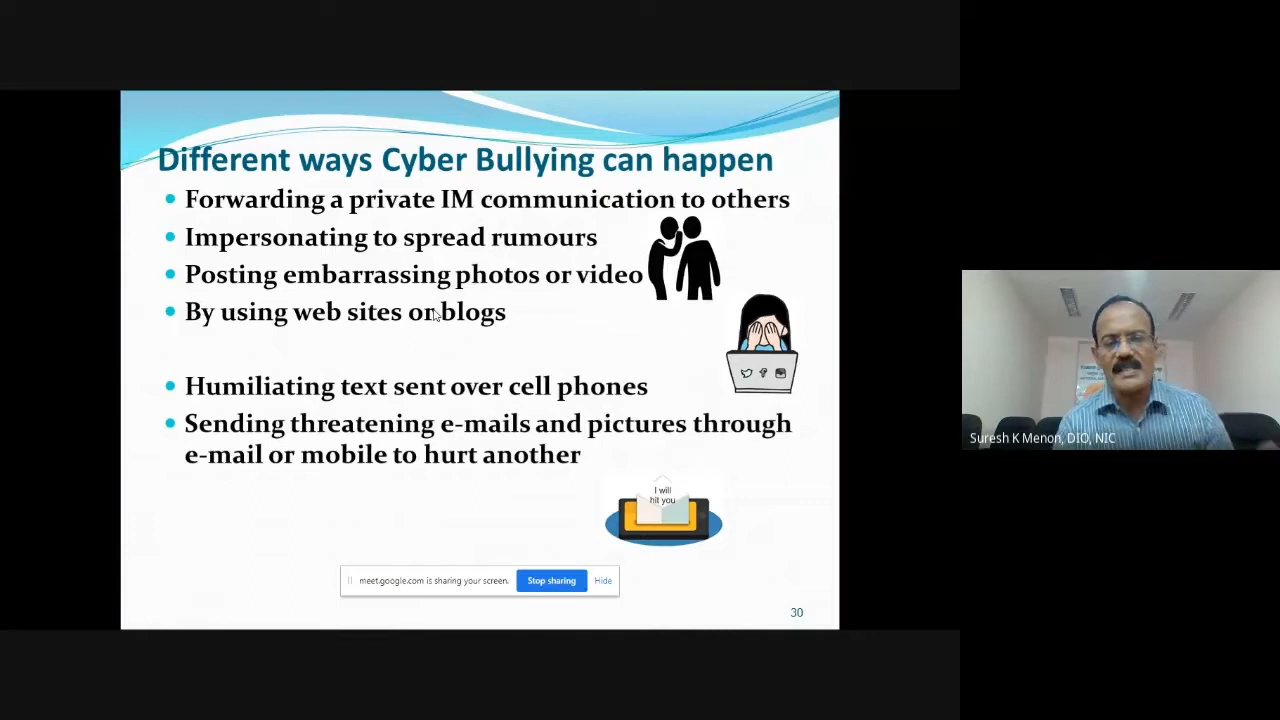 Different ways Cyber Bullying can happen
Forwarding a private IM communication to others
Impersonating to spread rumours
Posting embarrassing photos or video
By using web sites or blogs
Humiliating text sent over cell phones
Sending threatening e-mails and pictures through
e-mail or mobile to hurt another
I will
hit you
meet.google.com is sharing your screen.
Stop sharing
Hide
30
Suresh K Menon, DIO, NIC